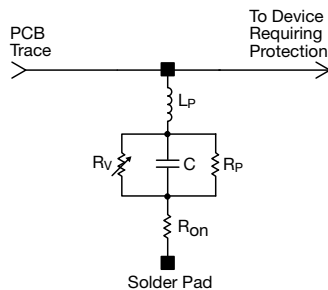 PCB
Trace
To Device
Requiring
Protection
LP
RV
C
RP
Ron
Solder Pad